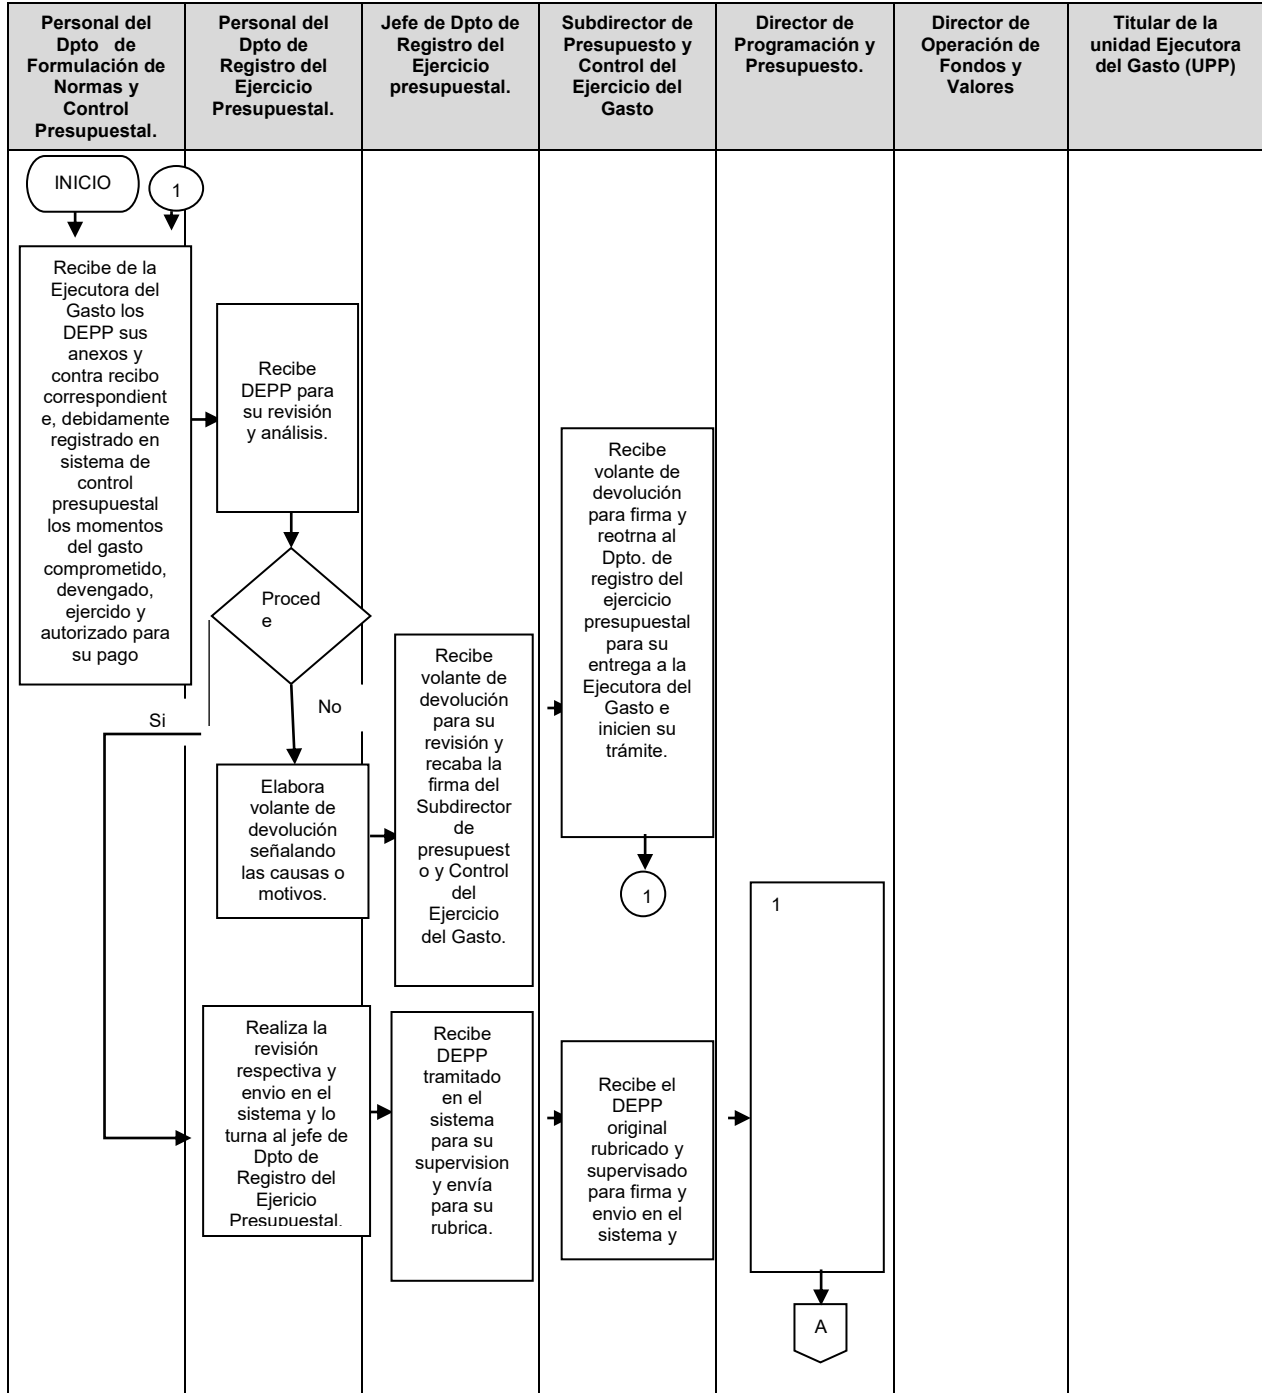 Personal del
Dpto de
Formulación de
Normas y
Control
Presupuestal.
Personal del
Dpto de
Registro del
Ejercicio
Presupuestal.
Jefe de Dpto de
Registro del
Ejercicio
presupuestal.
Subdirector de
Presupuesto y
Control del
Ejercicio del
Gasto
Director de
Programación y
Presupuesto.
Director de
Operación de
Fondos y
Valores
Titular de la
unidad Ejecutora
del Gasto (UPP)
INICIO
1
Recibe de la
Ejecutora del
Gasto los
DEPP sus
anexos y
contra recibo
correspondient
e, debidamente
registrado en
sistema de
control
presupuestal
los momentos
del gasto
comprometido,
devengado,
ejercido y
autorizado para
su pago
Recibe
DEPP para
su revisión
y análisis.
Proced
e
Si
No
Elabora
volante de
devolución
señalando
las causas o
motivos.
Recibe
volante de
devolución
para su
revisión y
recaba la
firma del
Subdirector
de
presupuest
o y Control
del
Ejercicio
del Gasto.
Recibe
volante de
devolución
para firma y
reotrna al
Dpto. de
registro del
ejercicio
presupuestal
para su
entrega a la
Ejecutora del
Gasto e
inicien su
trámite.
1
Realiza la
revisión
respectiva y
envio en el
sistema y lo
turna al jefe de
Dpto de
Registro del
Ejericio
Presupuestal.
Recibe
DEPP
tramitado
en el
sistema
para su
supervision
y envía
para su
rubrica.
Recibe el
DEPP
original
rubricado y
supervisado
para firma y
envio en el
sistema y
1
A